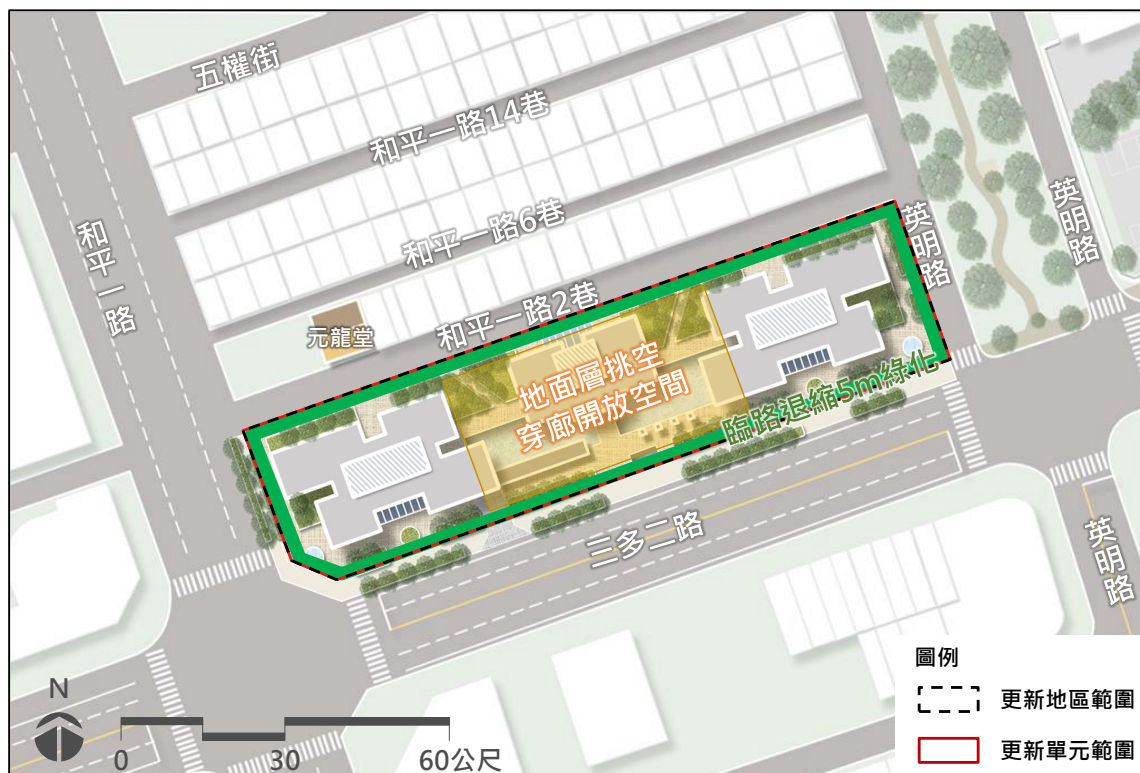 五權街
和平一路14巷
和平一路6巷
和平一路2巷
和平一路
元龍堂
英明路
英明路
地面層挑空
穿廊開放空間
臨路退縮5m綠化
三多二路
英明路
圖例
更新地區範圍
更新單元範圍
N
0
30
60公尺